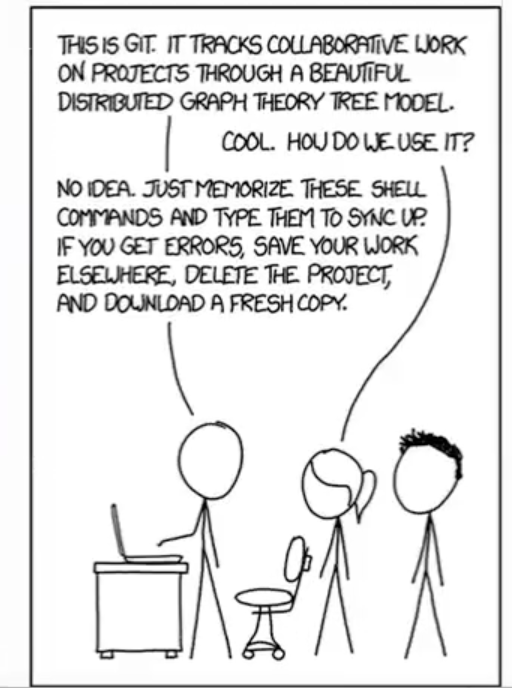 THIS IS GIT. IT TRACKS COLLABORATIVE WORK
ON PROJECTS THROUGH A BEAUTIFUL
DISTRIBUTED GRAPH THEORY TREE MODEL.
COOL. HOW DO WE USE IT?
NO IDEA. JUST MEMORIZE THESE SHELL
COMMANDS AND TYPE THEM TO SYNC UP.
IF YOU GET ERRORS, SAVE YOUR WORK
ELSEWHERE, DELETE THE PROJECT,
AND DOWNLOAD A FRESH COPY.